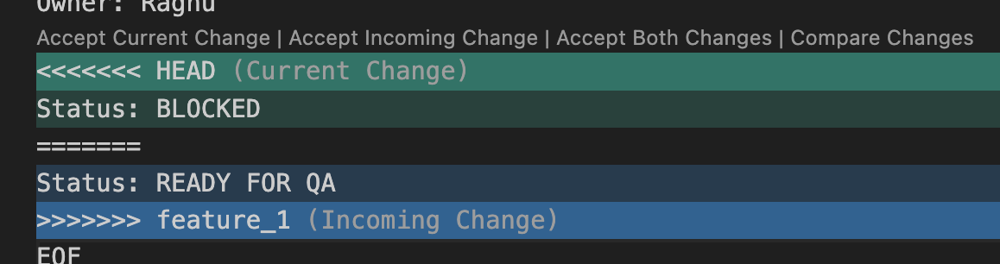 Owner: Raghu
Accept Current Change | Accept Incoming Change | Accept Both Changes | Compare Changes
<<<<<<< HEAD (Current Change)
Status: BLOCKED
=======
Status: READY FOR QA
>>>>>>> feature_1 (Incoming Change)
EOF